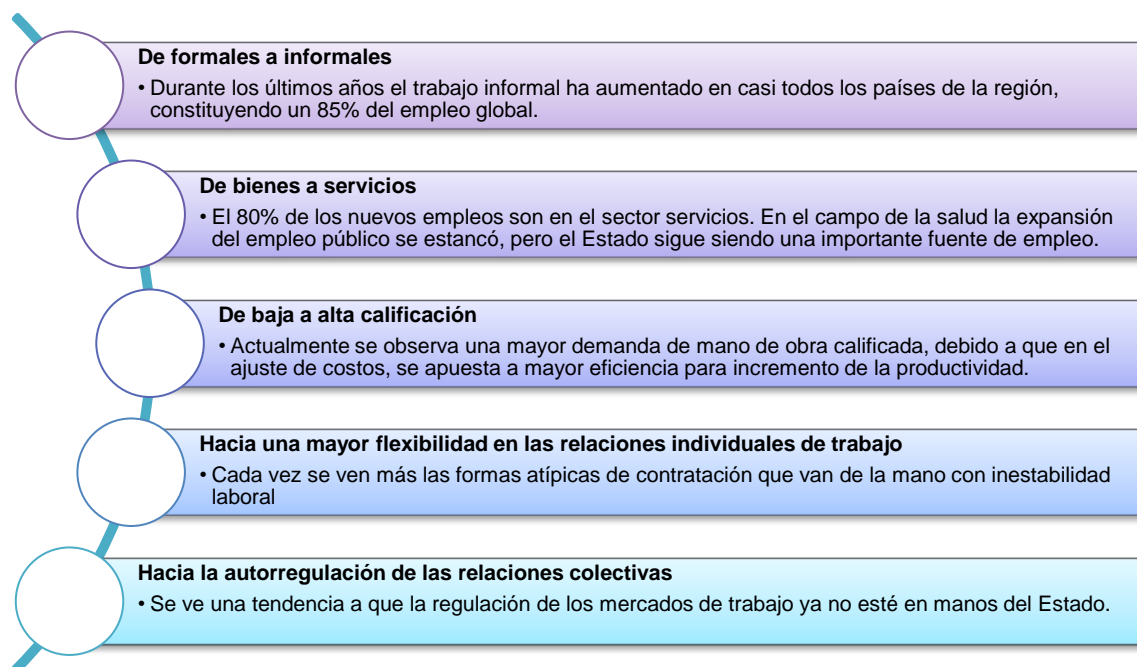 De formales a informales
• Durante los últimos años el trabajo informal ha aumentado en casi todos los países de la región,
constituyendo un 85% del empleo global.
De bienes a servicios
• El 80% de los nuevos empleos son en el sector servicios. En el campo de la salud la expansión
del empleo público se estancó, pero el Estado sigue siendo una importante fuente de empleo.
De baja a alta calificación
• Actualmente se observa una mayor demanda de mano de obra calificada, debido a que en el
ajuste de costos, se apuesta a mayor eficiencia para incremento de la productividad.
Hacia una mayor flexibilidad en las relaciones individuales de trabajo
• Cada vez se ven más las formas atípicas de contratación que van de la mano con inestabilidad
laboral
Hacia la autorregulación de las relaciones colectivas
• Se ve una tendencia a que la regulación de los mercados de trabajo ya no esté en manos del Estado.